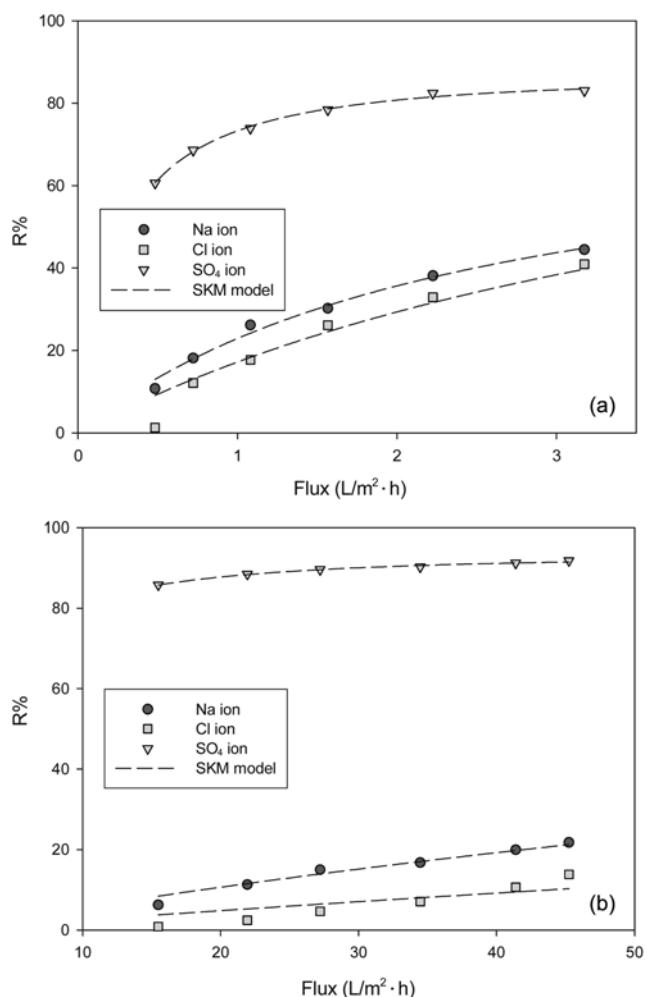 100
80
60
40
20
0
R%
Na ion
Cl ion
SO₄ ion
SKM model
(a)
0 1 2 3
Flux (L/m²·h)
100
80
60
40
20
0
R%
Na ion
Cl ion
SO₄ ion
SKM model
(b)
10 20 30 40 50
Flux (L/m²·h)